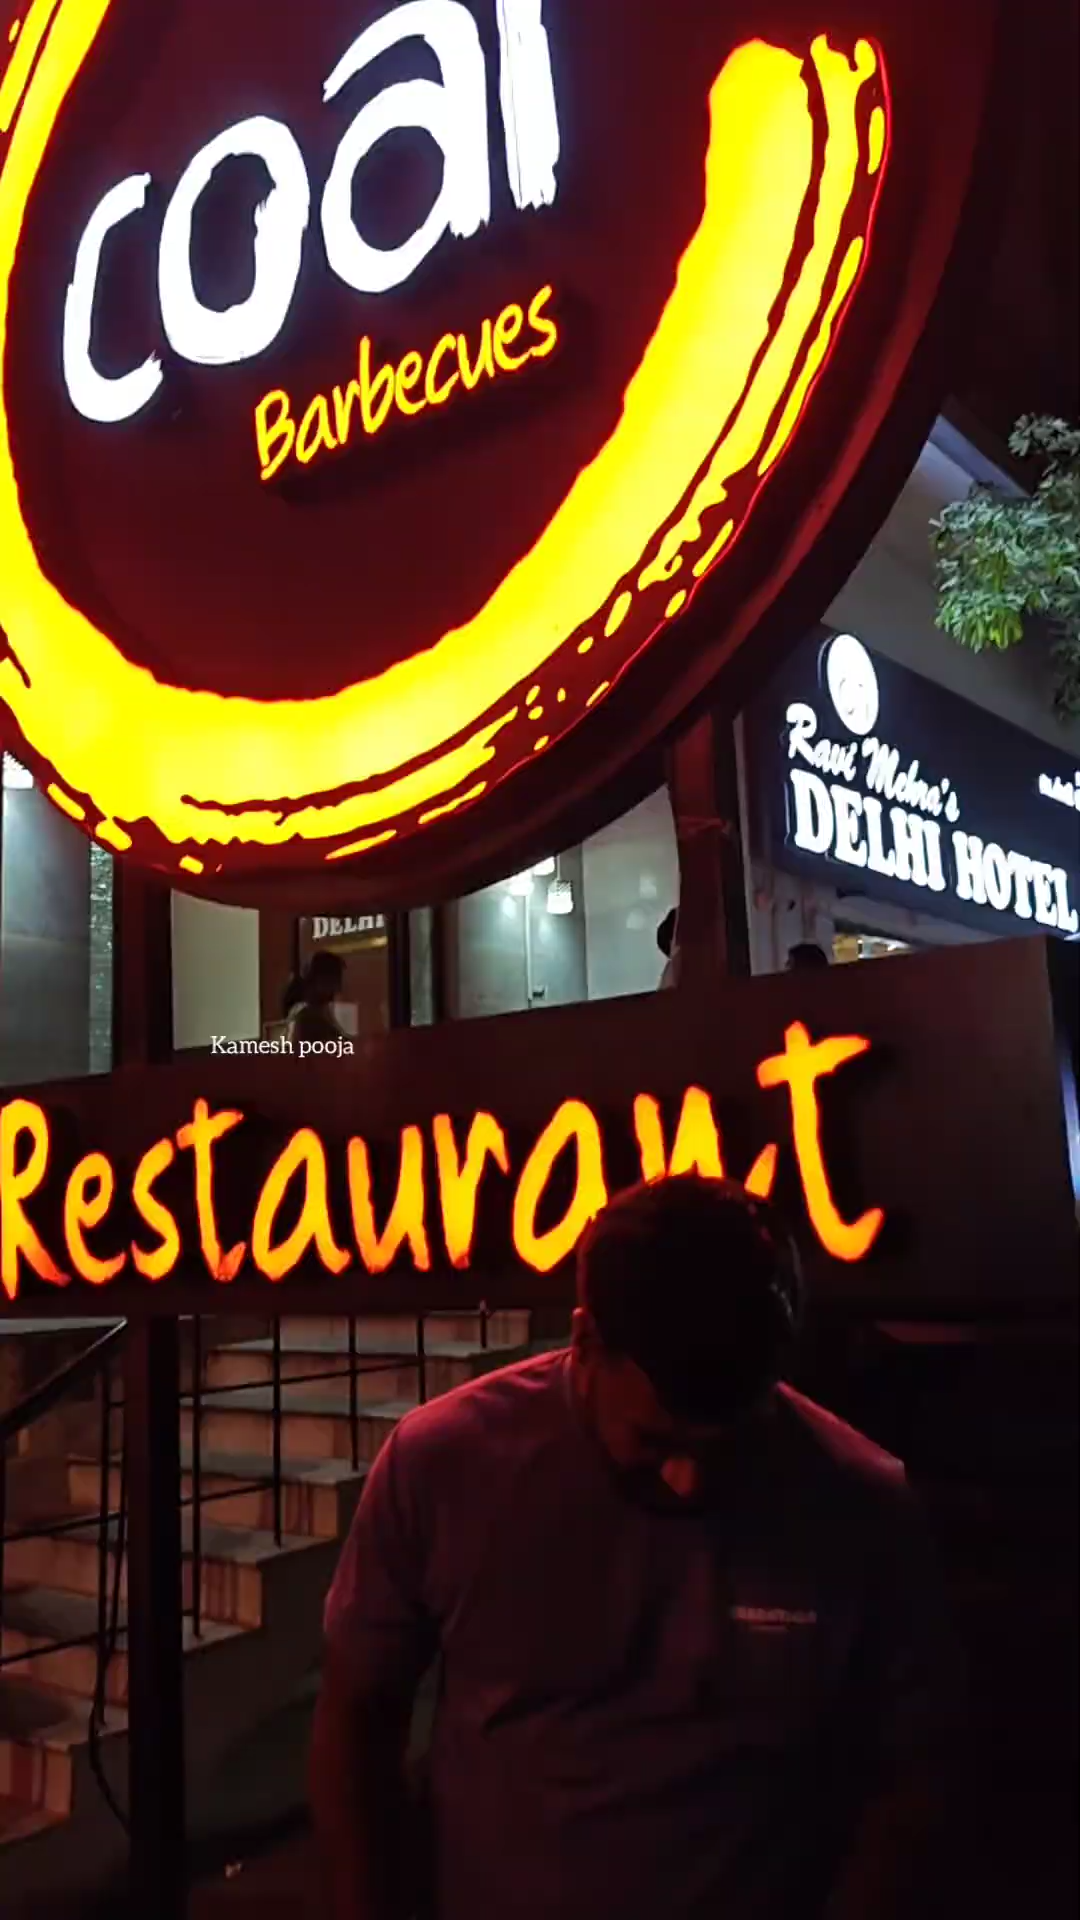 coal
Barbecues
Ravi Mehra's
DELHI HOTEL
DELHI
Kamesh pooja
Restaurant